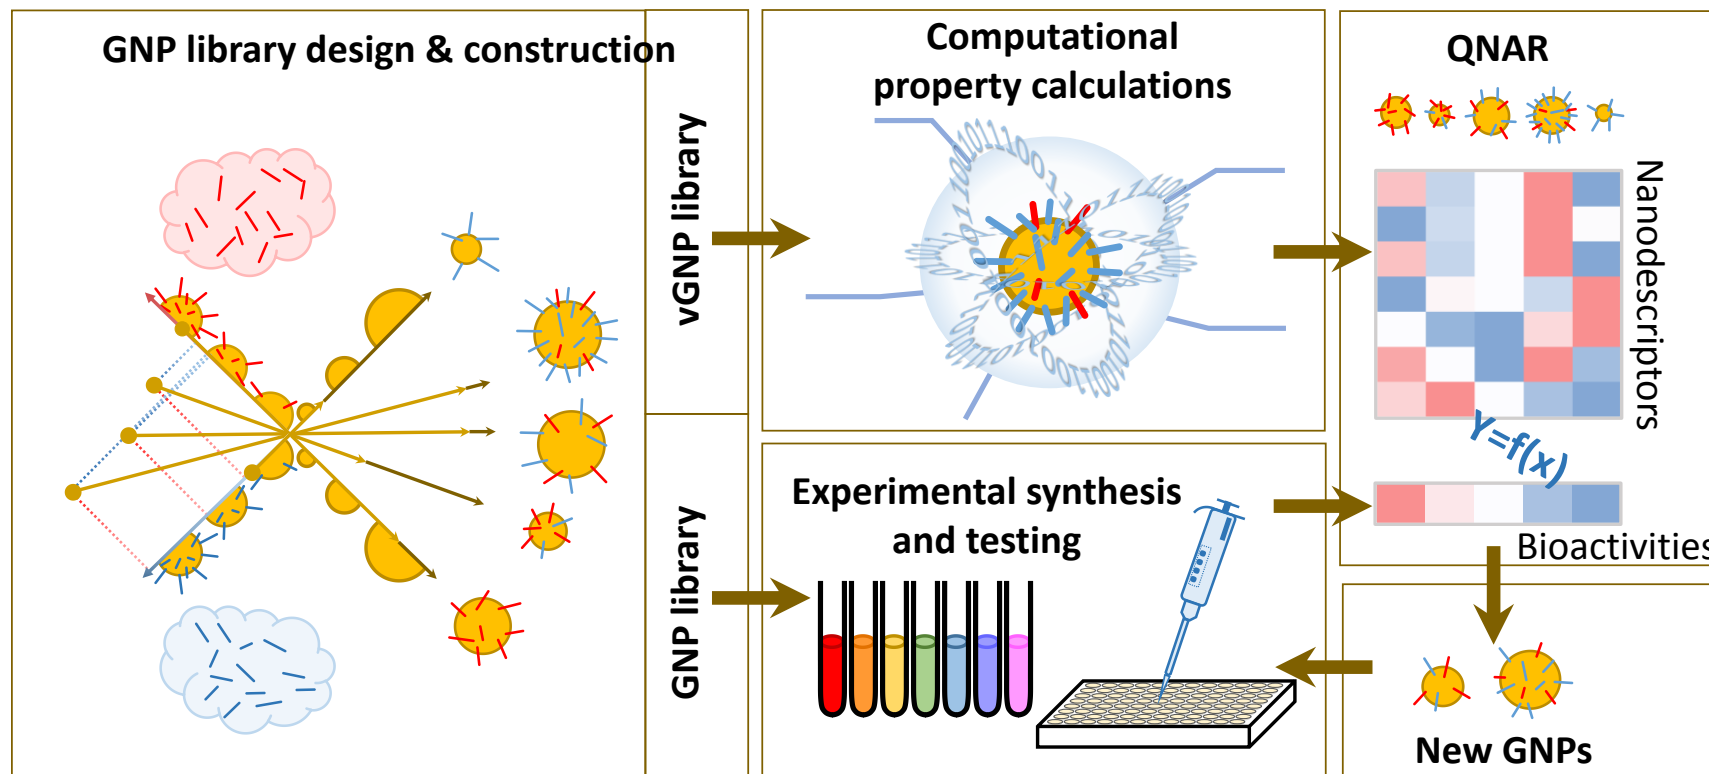 GNP library design & construction
vGNP library
GNP library
Computational
property calculations
Experimental synthesis
and testing
QNAR
Nanodescriptors
Y=f(x)
Bioactivities
New GNPs